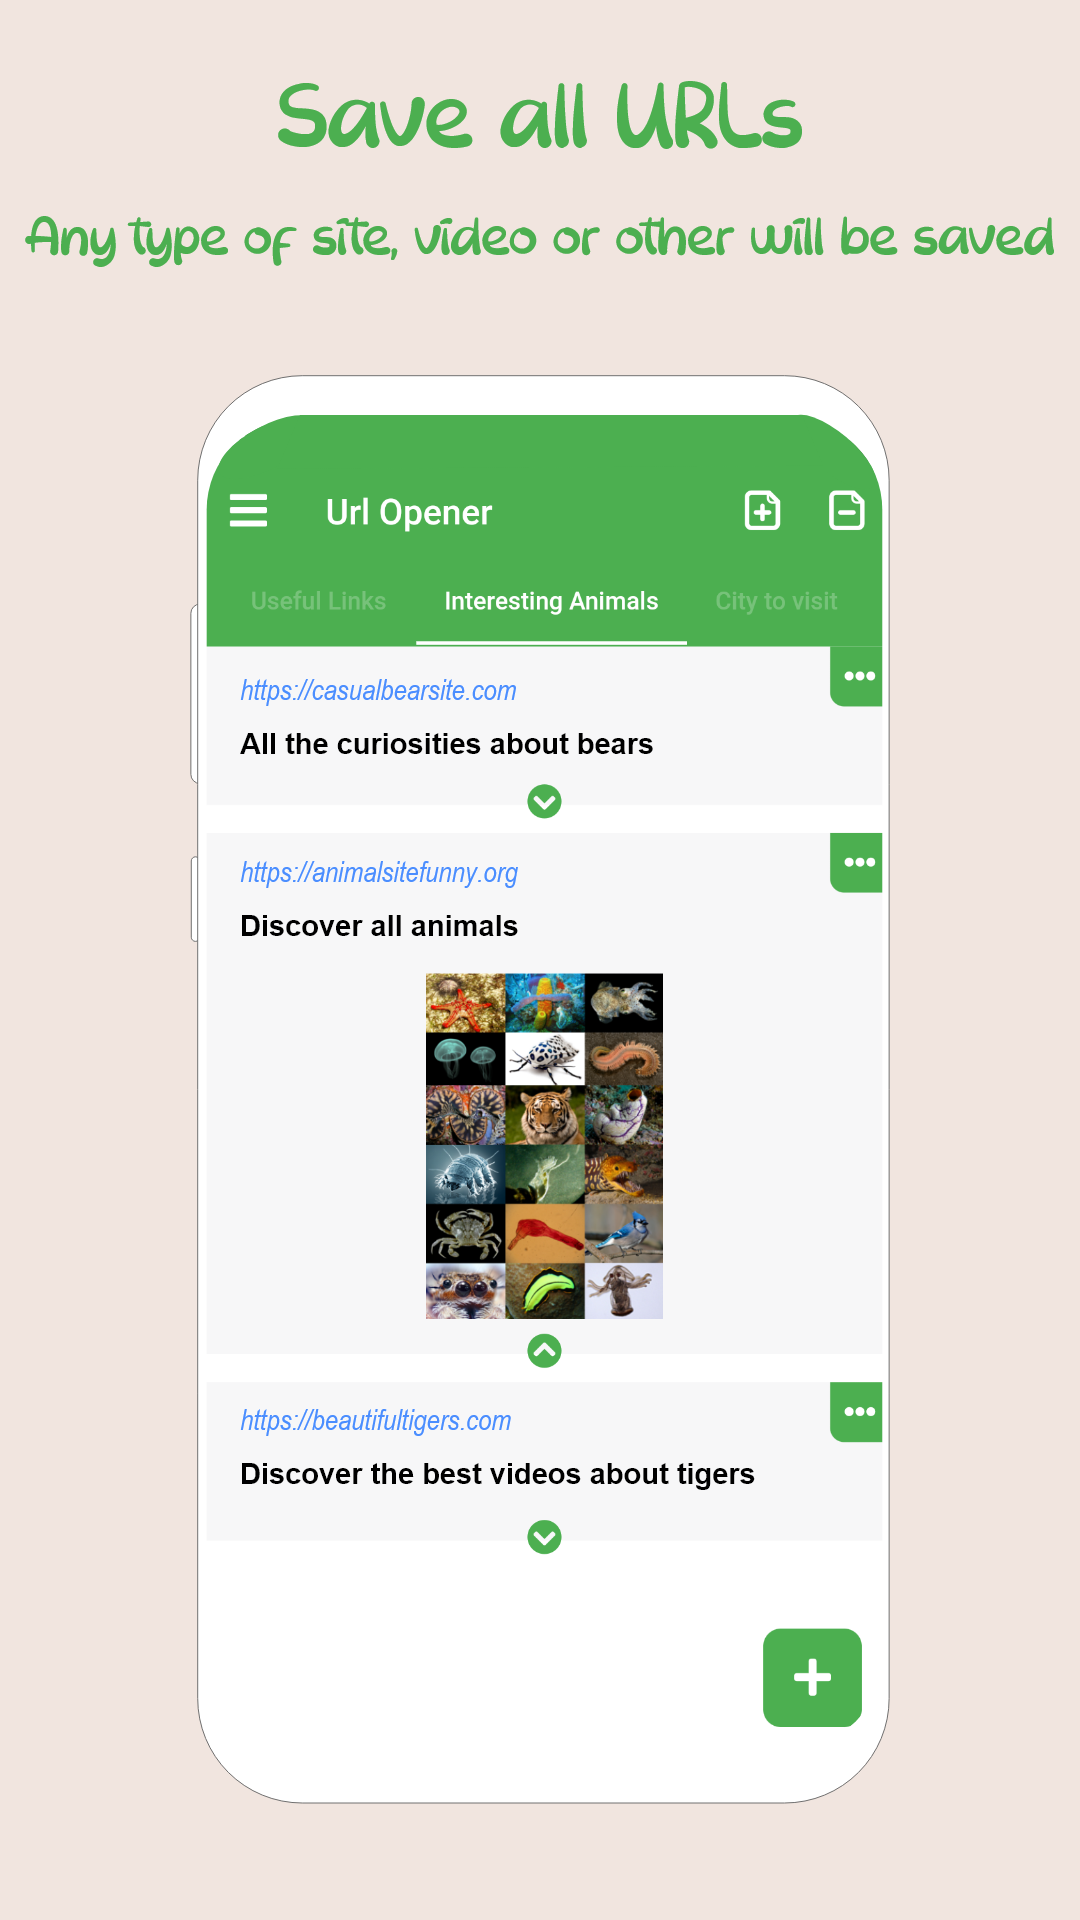 Save all URLs
Any type of site, video or other will be saved
Url Opener
Useful Links
Interesting Animals
City to visit
https://casualbearsite.com
All the curiosities about bears
https://animalsitefunny.org
Discover all animals
https://beautifultigers.com
Discover the best videos about tigers